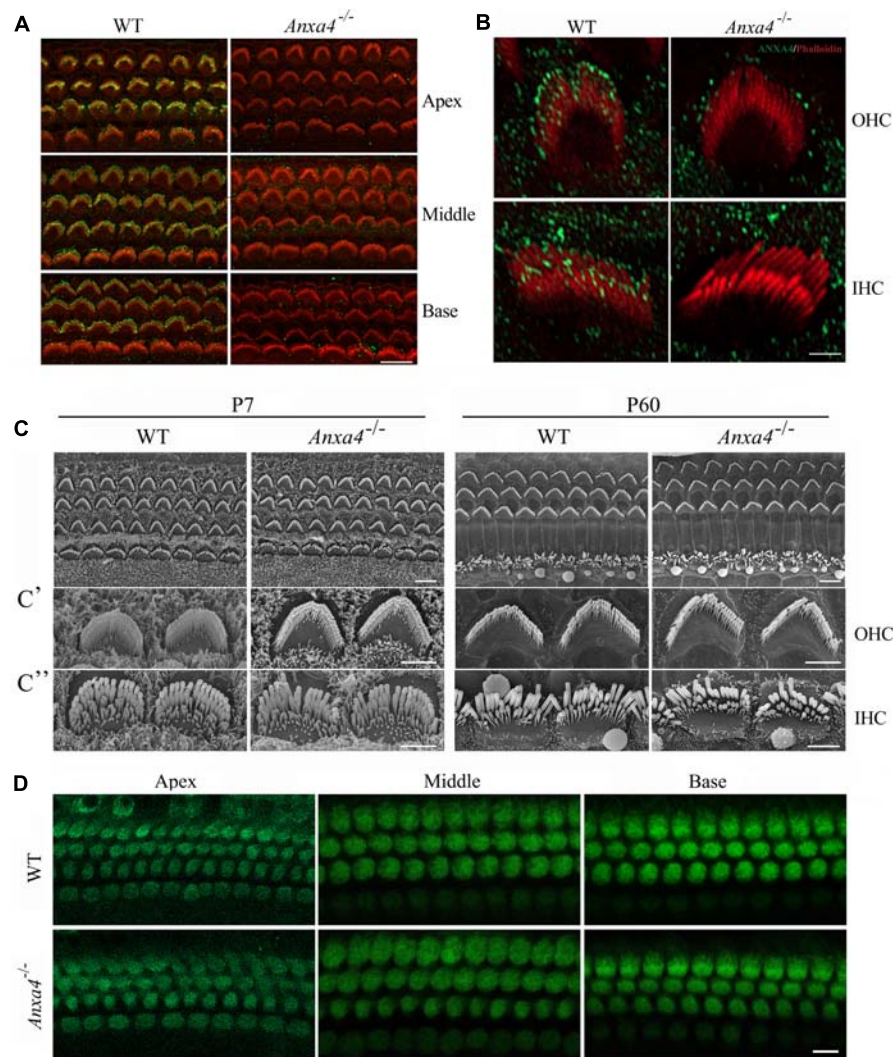 A
WT
Anxa4-/-
Apex
Middle
Base
B
WT
Anxa4-/-
ANXA4/Phalloidin
OHC
IHC
P7
P60
C
WT
Anxa4-/-
WT
Anxa4-/-
C'
OHC
C''
IHC
D
Apex
Middle
Base
WT
Anxa4-/-